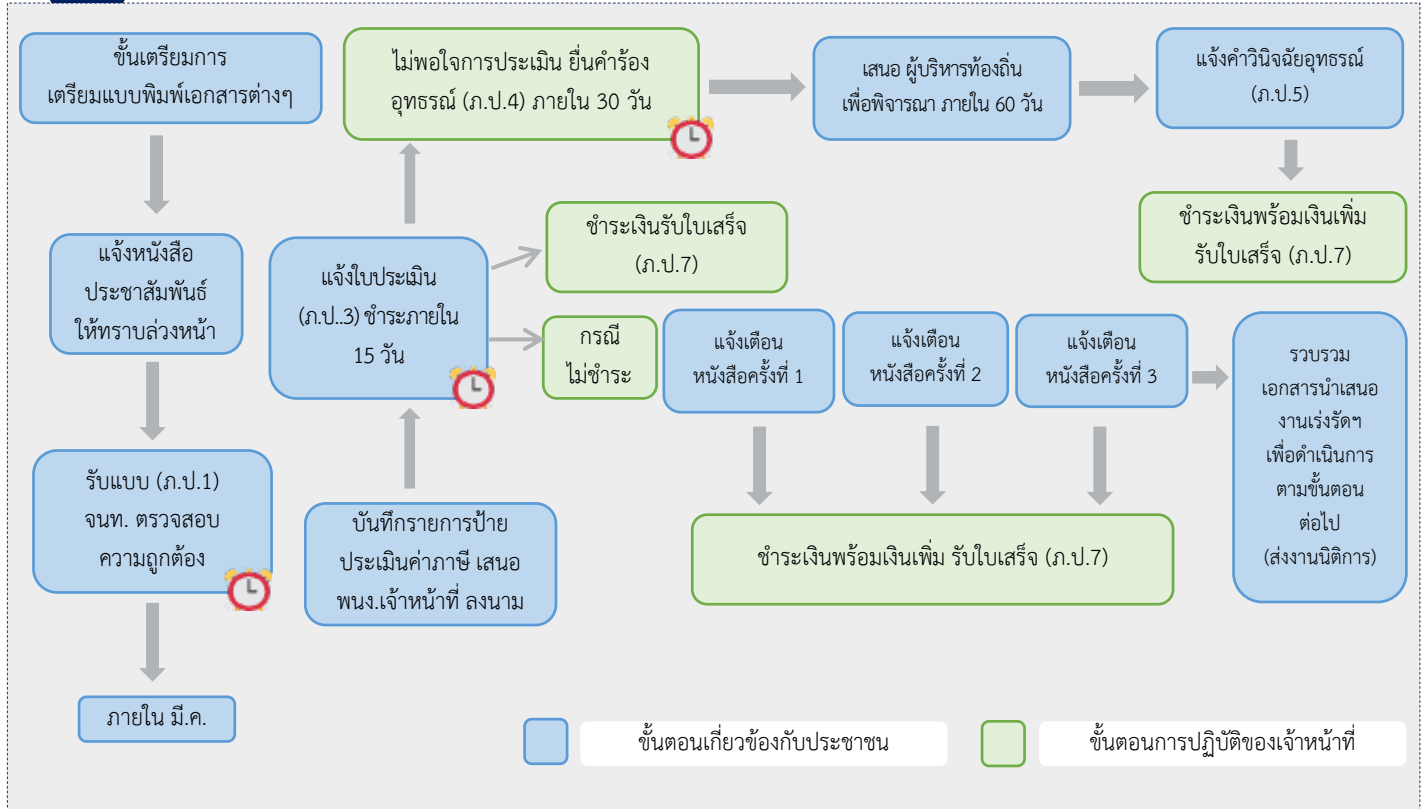 ขั้นเตรียมการ
เตรียมแบบพิมพ์เอกสารต่างๆ
ไม่พอใจการประเมิน ยื่นคำร้อง
อุทธรณ์ (ภ.ป.4) ภายใน 30 วัน
เสนอ ผู้บริหารท้องถิ่น
เพื่อพิจารณา ภายใน 60 วัน
แจ้งคำวินิจฉัยอุทธรณ์
(ภ.ป.5)
ชำระเงินพร้อมเงินเพิ่ม
รับใบเสร็จ (ภ.ป.7)
แจ้งหนังสือ
ประชาสัมพันธ์
ให้ทราบล่วงหน้า
แจ้งใบประเมิน
(ภ.ป..3) ชำระภายใน
15 วัน
ชำระเงินรับใบเสร็จ
(ภ.ป.7)
กรณี
ไม่ชำระ
แจ้งเตือน
หนังสือครั้งที่ 1
แจ้งเตือน
หนังสือครั้งที่ 2
แจ้งเตือน
หนังสือครั้งที่ 3
รวบรวม
เอกสารนำเสนอ
งานเร่งรัดฯ
เพื่อดำเนินการ
ตามขั้นตอน
ต่อไป
(ส่งงานนิติการ)
รับแบบ (ภ.ป.1)
จนท. ตรวจสอบ
ความถูกต้อง
บันทึกรายการป้าย
ประเมินค่าภาษี เสนอ
พนง.เจ้าหน้าที่ ลงนาม
ชำระเงินพร้อมเงินเพิ่ม รับใบเสร็จ (ภ.ป.7)
ภายใน มี.ค.
ขั้นตอนเกี่ยวข้องกับประชาชน
ขั้นตอนการปฏิบัติของเจ้าหน้าที่